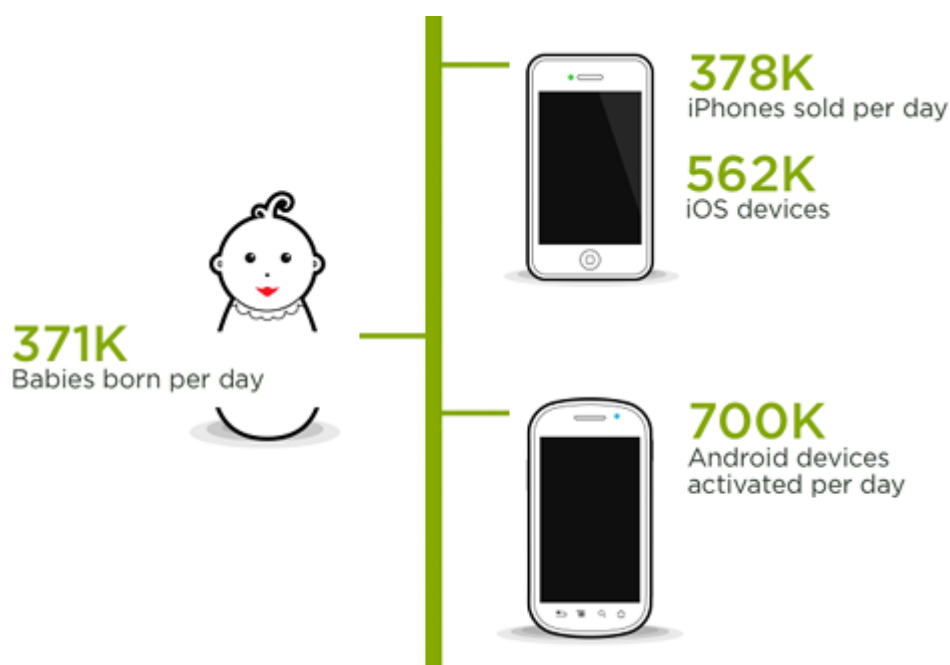 371K
Babies born per day
378K
iPhones sold per day
562K
iOS devices
700K
Android devices
activated per day